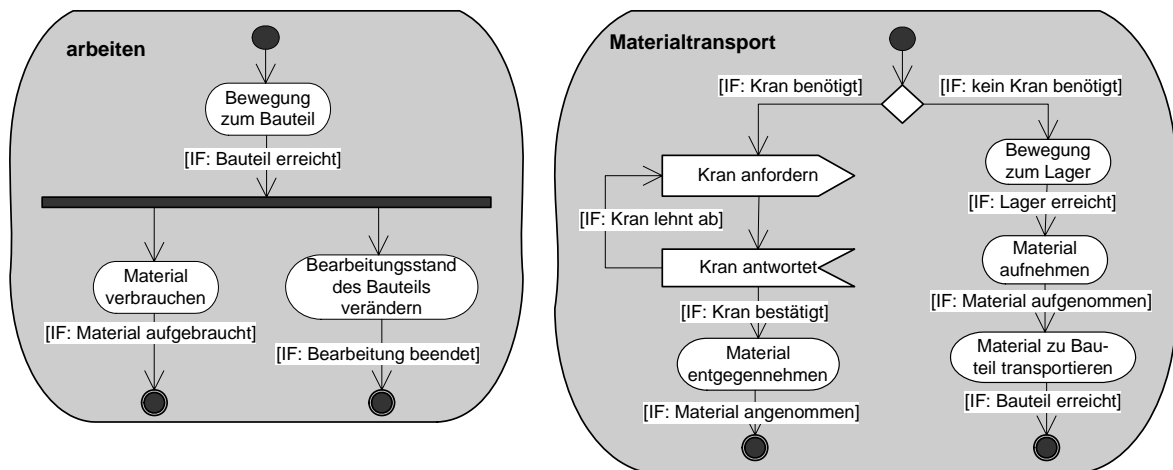 arbeiten
Bewegung
zum Bauteil
[IF: Bauteil erreicht]
Material
verbrauchen
[IF: Material aufgebraucht]
Bearbeitungsstand
des Bauteils
verändern
[IF: Bearbeitung beendet]
Materialtransport
[IF: Kran benötigt]
[IF: kein Kran benötigt]
Kran anfordern
[IF: Kran lehnt ab]
Kran antwortet
[IF: Kran bestätigt]
Material
entgegennehmen
[IF: Material angenommen]
Bewegung
zum Lager
[IF: Lager erreicht]
Material
aufnehmen
[IF: Material aufgenommen]
Material zu Bau-
teil transportieren
[IF: Bauteil erreicht]